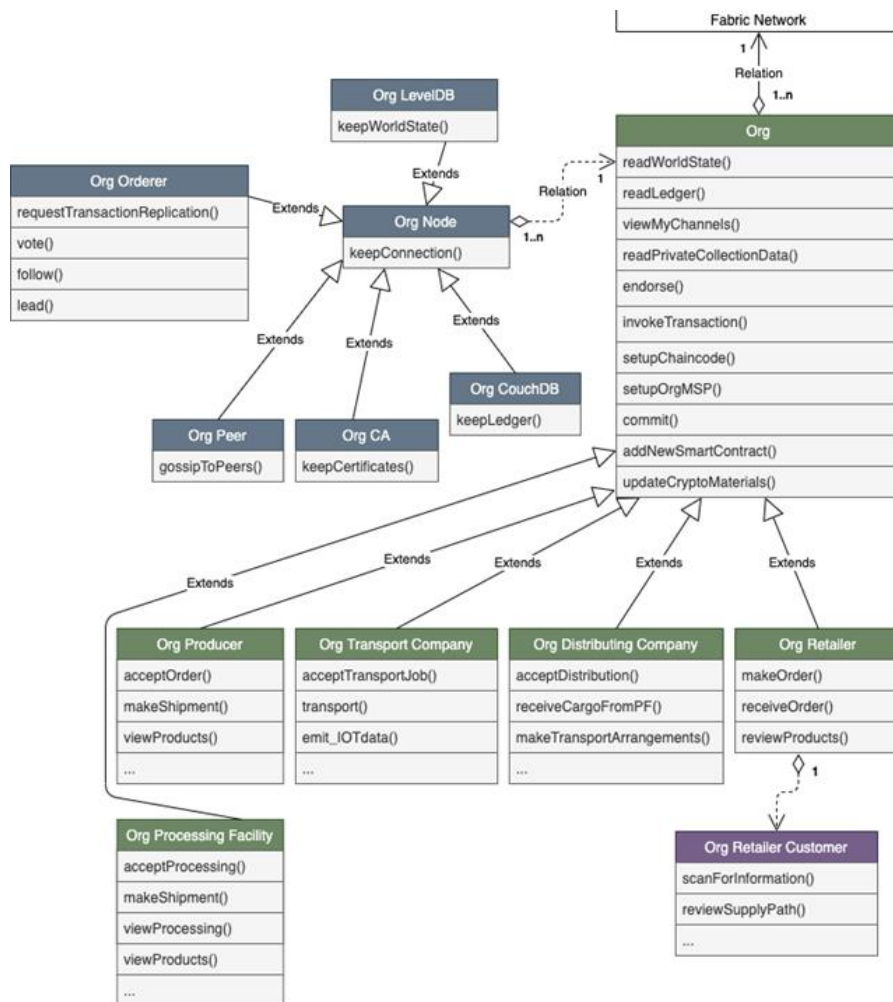 Fabric Network
1
Relation
1..n
Org LevelDB
keepWorldState()
Org
readWorldState()
readLedger()
viewMyChannels()
readPrivateCollectionData()
endorse()
invokeTransaction()
setupChaincode()
setupOrgMSP()
commit()
addNewSmartContract()
updateCryptoMaterials()
Extends
Relation
1
Org Orderer
requestTransactionReplication()
vote()
follow()
lead()
Extends
Org Node
keepConnection()
1..n
Extends
Extends
Extends
Org CouchDB
keepLedger()
Org Peer
gossipToPeers()
Org CA
keepCertificates()
Extends
Extends
Extends
Extends
Extends
Org Producer
acceptOrder()
makeShipment()
viewProducts()
...
Org Transport Company
acceptTransportJob()
transport()
emit_IOTdata()
...
Org Distributing Company
acceptDistribution()
receiveCargoFromPF()
makeTransportArrangements()
...
Org Retailer
makeOrder()
receiveOrder()
reviewProducts()
1
Org Processing Facility
acceptProcessing()
makeShipment()
viewProcessing()
viewProducts()
...
Org Retailer Customer
scanForInformation()
reviewSupplyPath()
...